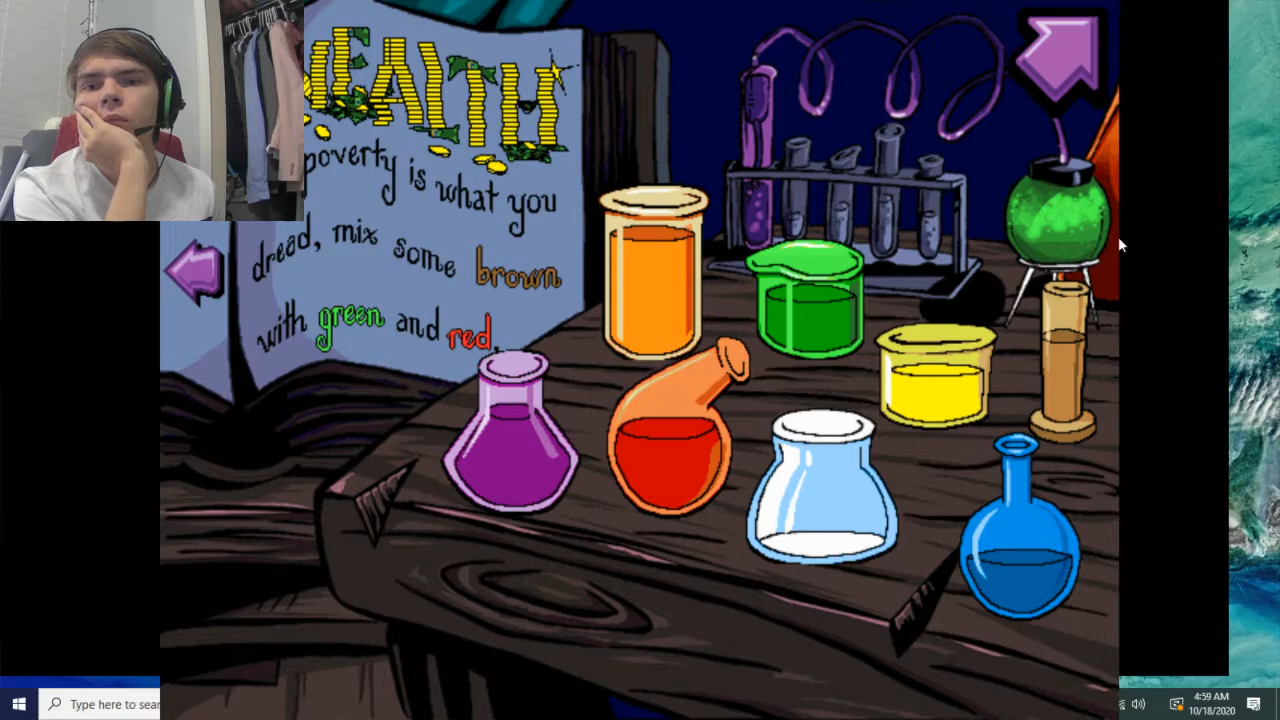 EALTH
poverty is what you
dread, mix some brown
with green and red.
Type here to sear
4:59 AM
10/18/2020